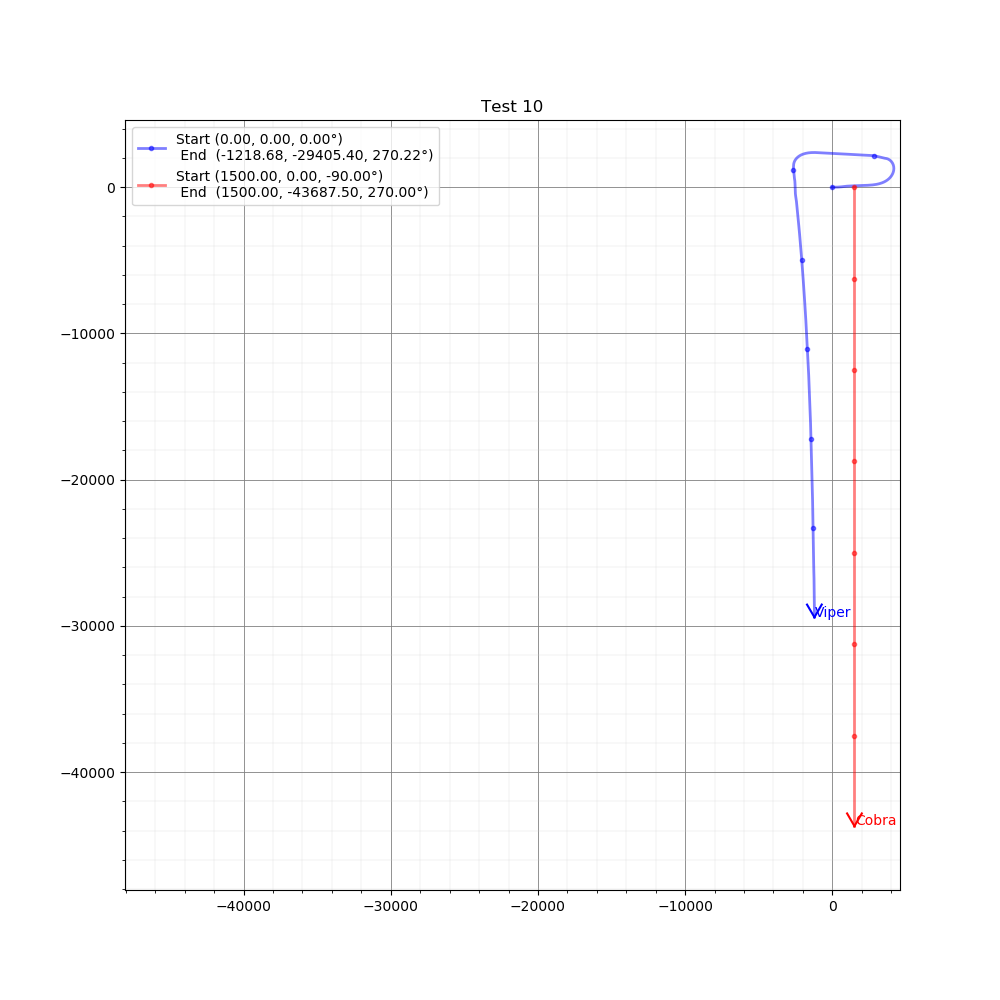 Test 10
Start (0.00, 0.00, 0.00°)
End (-1218.68, -29405.40, 270.22°)
Start (1500.00, 0.00, -90.00°)
End (1500.00, -43687.50, 270.00°)
0
−10000
−20000
−30000
−40000
Viper
Cobra
−40000 −30000 −20000 −10000 0